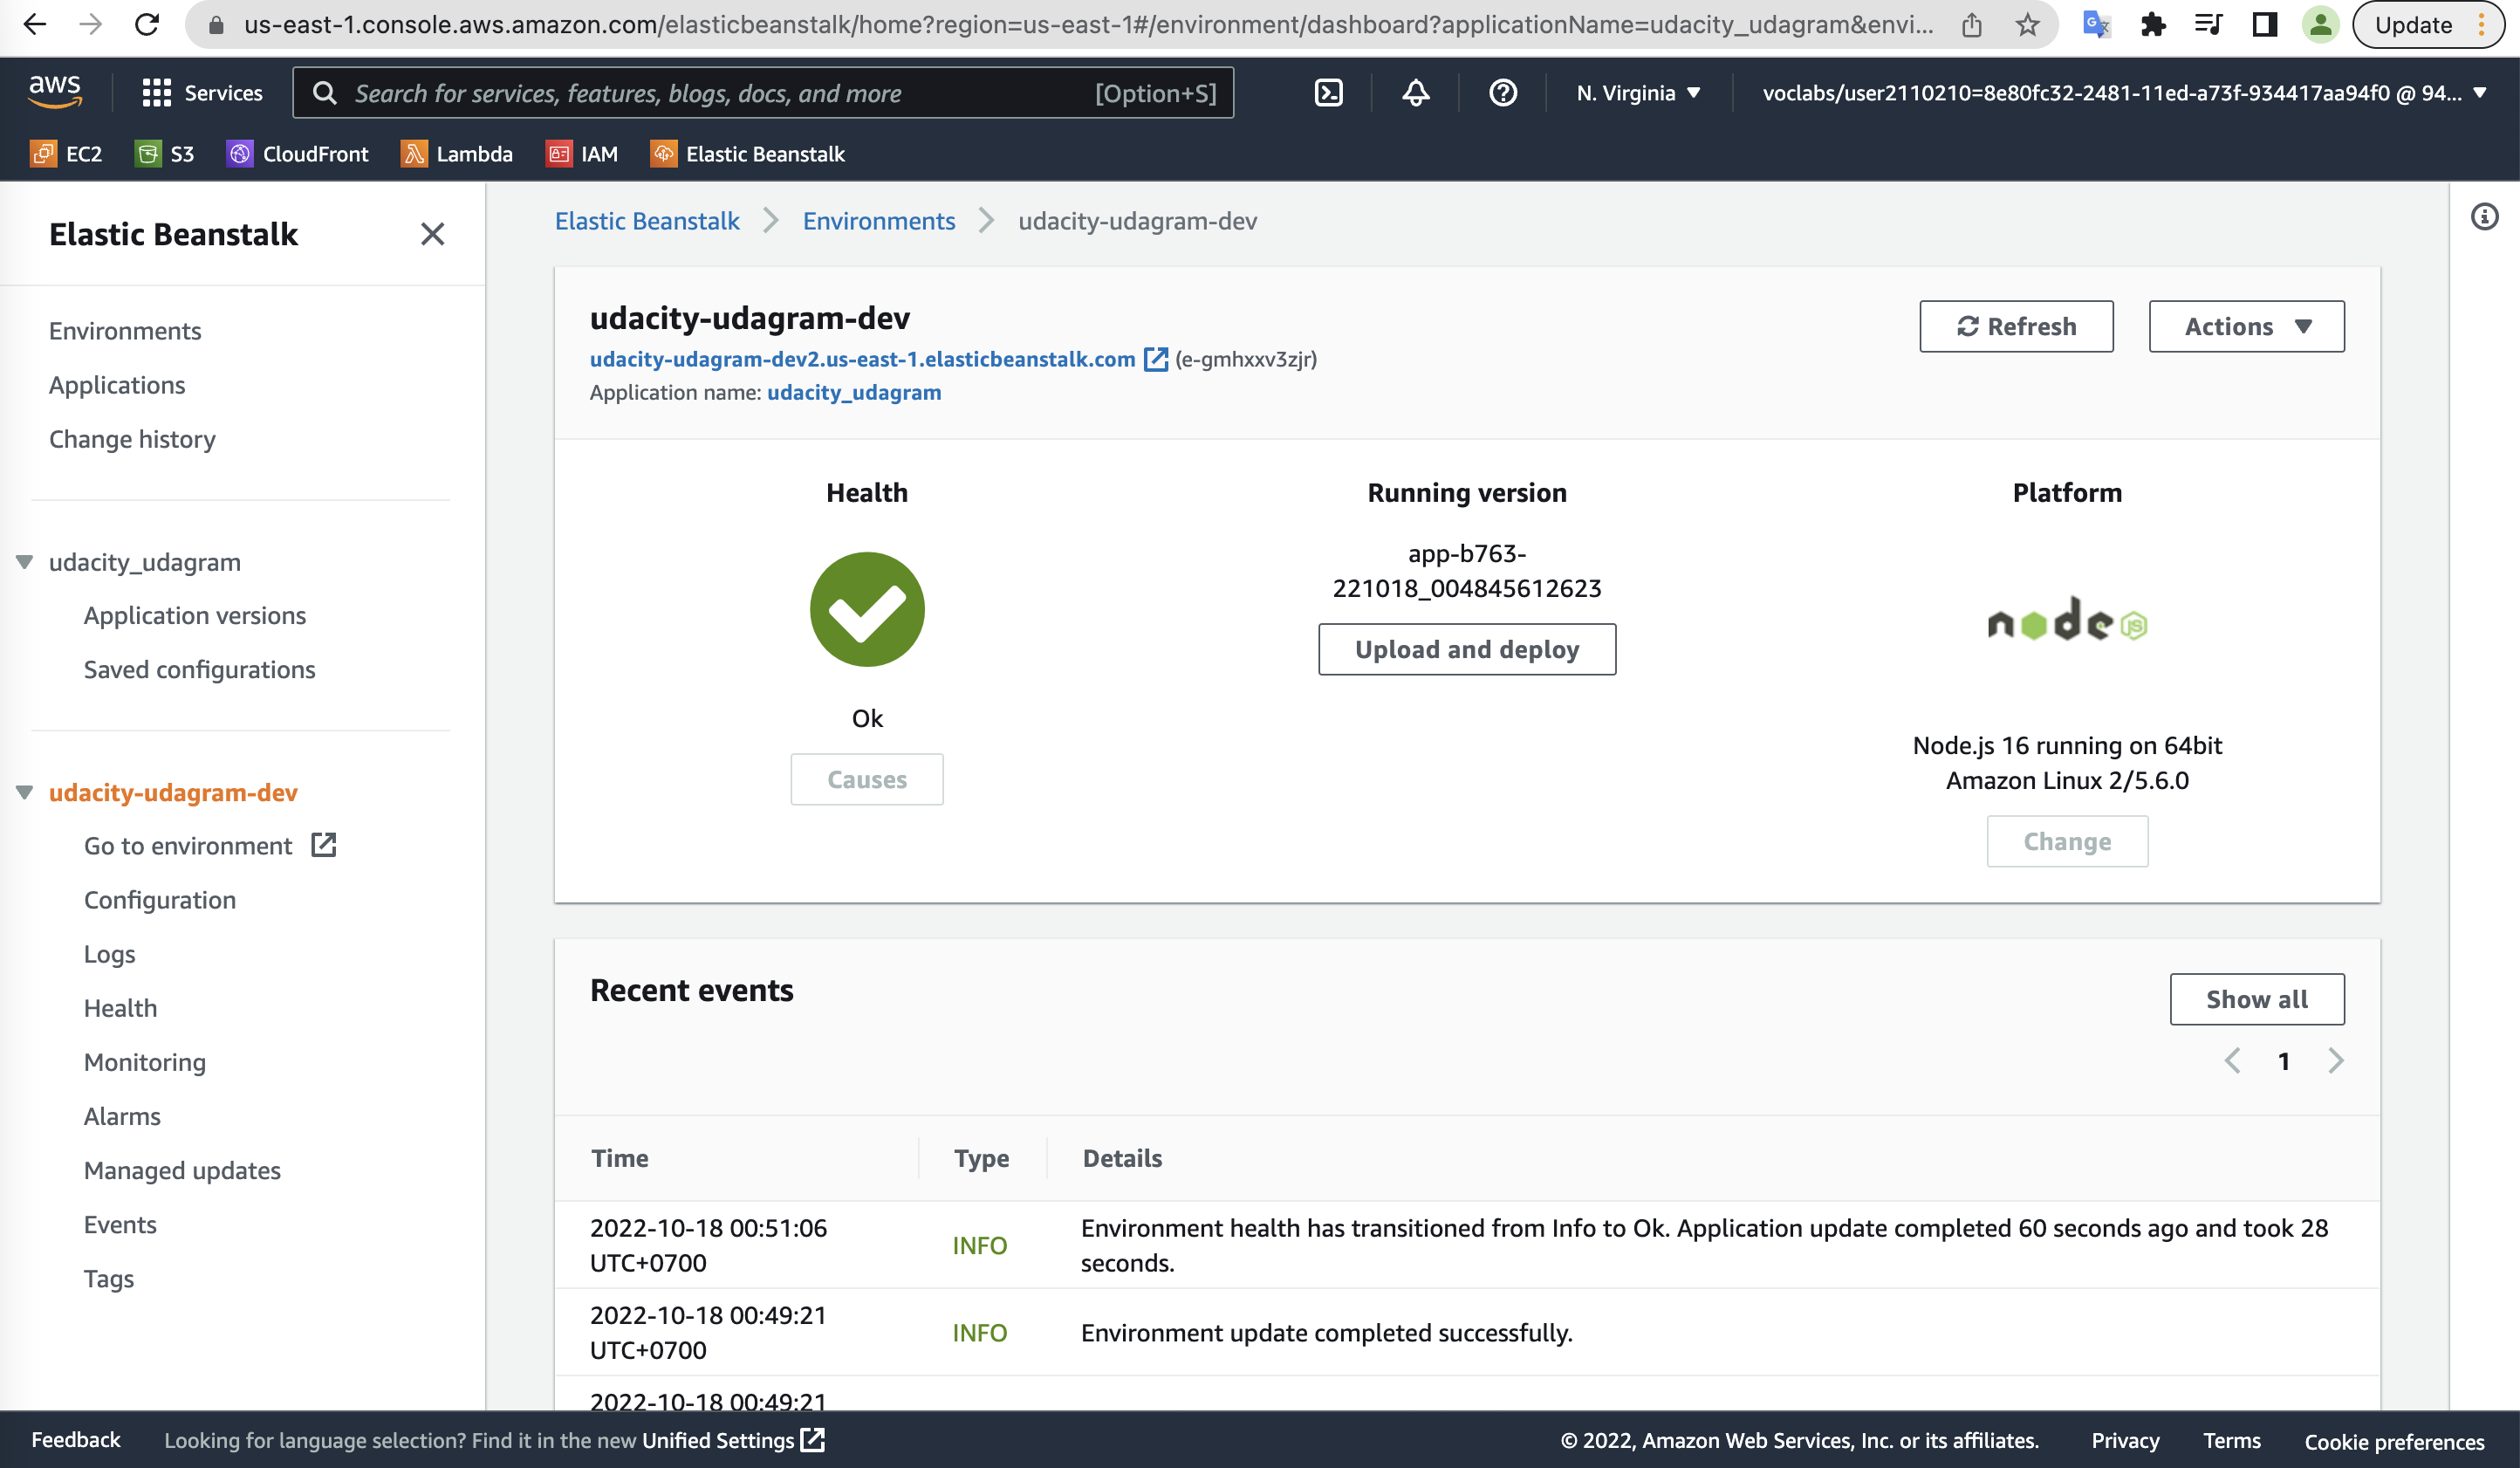 us-east-1.console.aws.amazon.com/elasticbeanstalk/home?region=us-east-1#/environment/dashboard?applicationName=udacity_udagram&envi...
Update
aws
Services
Search for services, features, blogs, docs, and more
[Option+S]
N. Virginia
voclabs/user2110210=8e80fc32-2481-11ed-a73f-934417aa94f0 @ 94...
EC2
S3
CloudFront
Lambda
IAM
Elastic Beanstalk
Elastic Beanstalk
Environments
Applications
Change history
udacity_udagram
Application versions
Saved configurations
udacity-udagram-dev
Go to environment
Configuration
Logs
Health
Monitoring
Alarms
Managed updates
Events
Tags
Elastic Beanstalk
Environments
udacity-udagram-dev
udacity-udagram-dev
udacity-udagram-dev2.us-east-1.elasticbeanstalk.com (e-gmhxxv3zjr)
Application name: udacity_udagram
Refresh
Actions
Health
Ok
Causes
Running version
app-b763-
221018_004845612623
Upload and deploy
Platform
node
JS
Node.js 16 running on 64bit
Amazon Linux 2/5.6.0
Change
Recent events
Show all
1
Time
Type
Details
2022-10-18 00:51:06
UTC+0700
INFO
Environment health has transitioned from Info to Ok. Application update completed 60 seconds ago and took 28
seconds.
2022-10-18 00:49:21
UTC+0700
INFO
Environment update completed successfully.
2022-10-18 00:49:21
Feedback
Looking for language selection? Find it in the new Unified Settings
© 2022, Amazon Web Services, Inc. or its affiliates.
Privacy
Terms
Cookie preferences